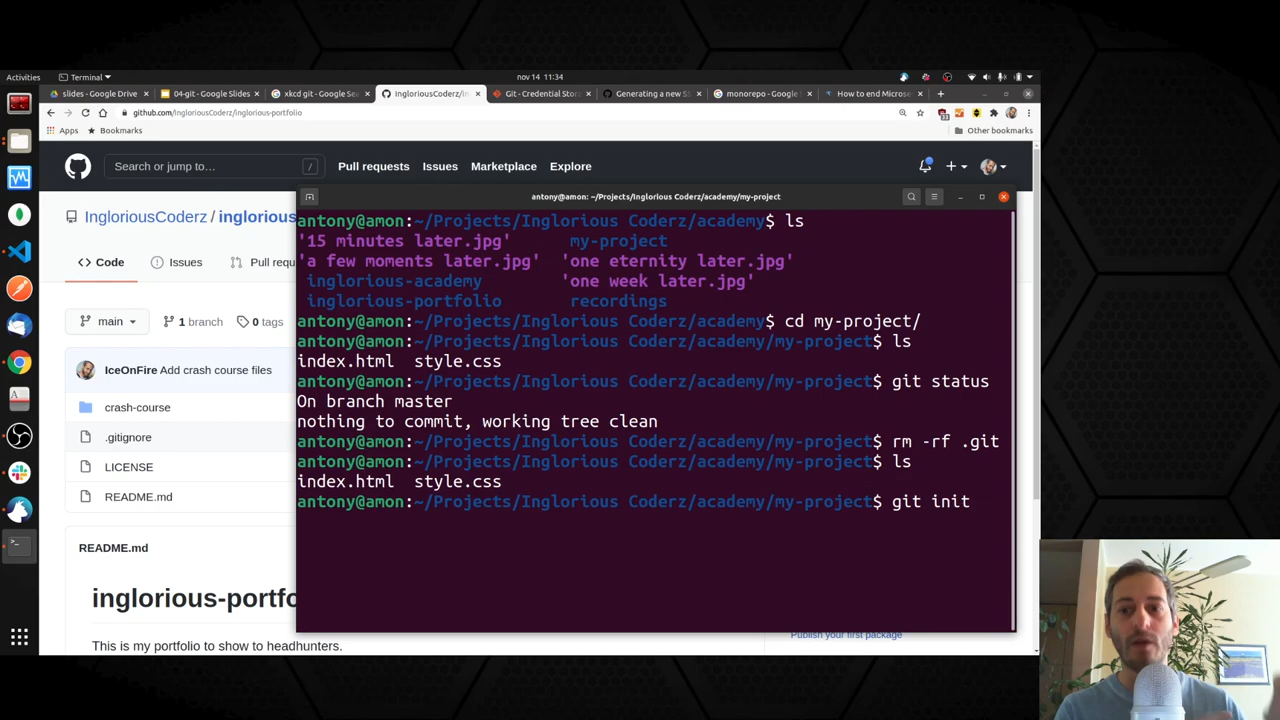 Activities
Terminal
nov 14 11:34
slides - Google Drive
04-git - Google Slides
xkcd git - Google Se
IngloriousCoderz/in
Git - Credential Stora
Generating a new SS
monorepo - Google
How to end Microse
github.com/IngloriousCoderz/inglorious-portfolio
Apps
Bookmarks
Other bookmarks
Search or jump to...
/
Pull requests
Issues
Marketplace
Explore
IngloriousCoderz / inglorious
Code
Issues
Pull requ
main
1 branch
0 tags
IceOnFire Add crash course files
crash-course
.gitignore
LICENSE
README.md
README.md
inglorious-portfo
This is my portfolio to show to headhunters.
Publish your first package
antony@amon: ~/Projects/Inglorious Coderz/academy/my-project
antony@amon:~/Projects/Inglorious Coderz/academy$ ls
'15 minutes later.jpg' my-project
'a few moments later.jpg' 'one eternity later.jpg'
inglorious-academy 'one week later.jpg'
inglorious-portfolio recordings
antony@amon:~/Projects/Inglorious Coderz/academy$ cd my-project/
antony@amon:~/Projects/Inglorious Coderz/academy/my-project$ ls
index.html style.css
antony@amon:~/Projects/Inglorious Coderz/academy/my-project$ git status
On branch master
nothing to commit, working tree clean
antony@amon:~/Projects/Inglorious Coderz/academy/my-project$ rm -rf .git
antony@amon:~/Projects/Inglorious Coderz/academy/my-project$ ls
index.html style.css
antony@amon:~/Projects/Inglorious Coderz/academy/my-project$ git init